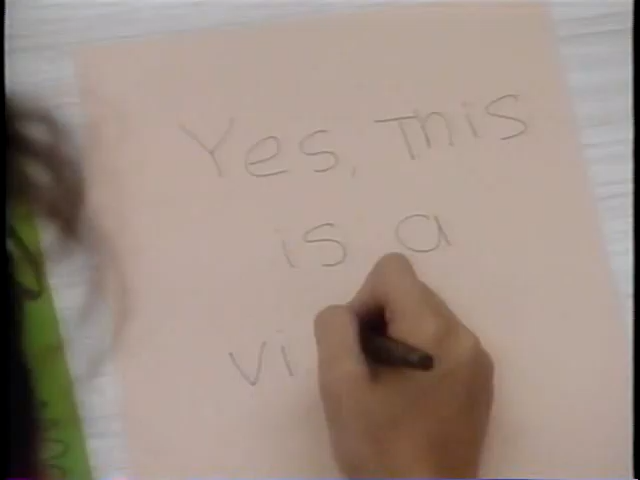 Yes, This
is a
vi